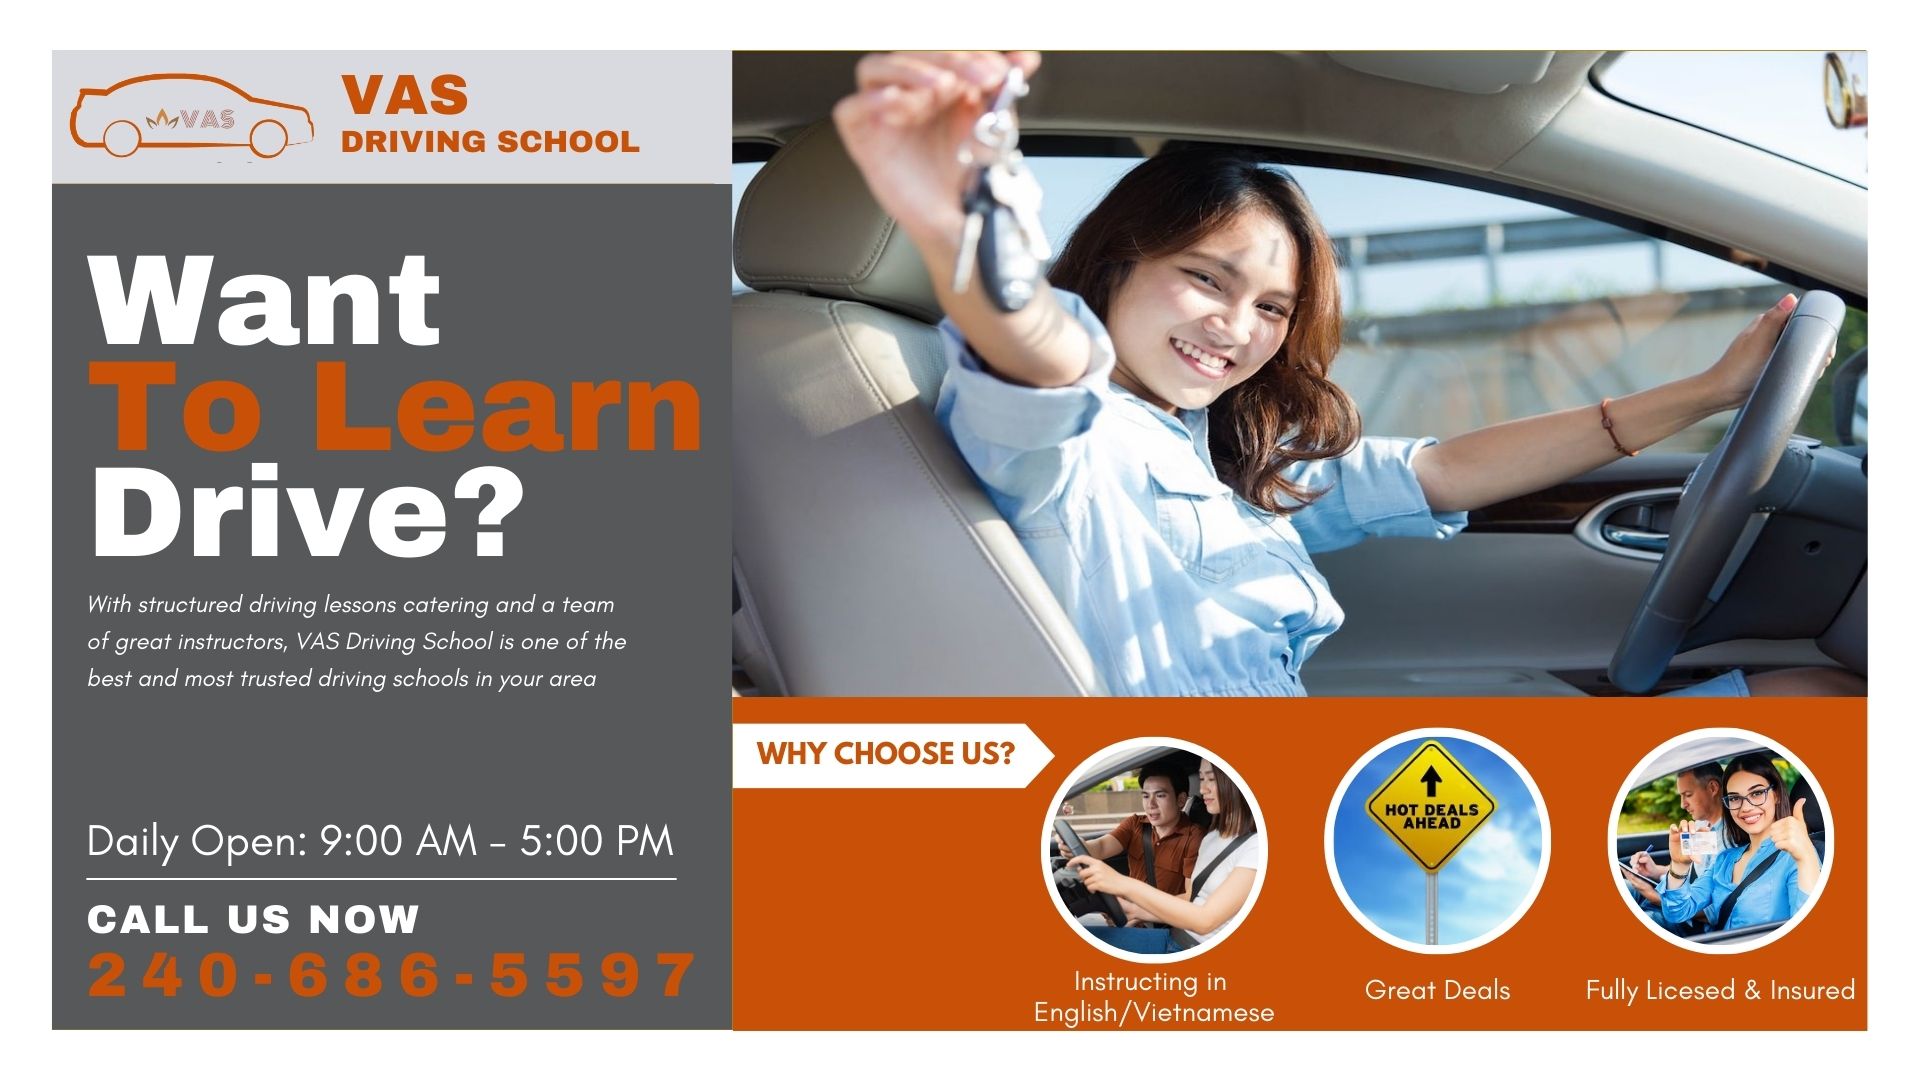 VAS
VAS
DRIVING SCHOOL
Want
To Learn
Drive?
With structured driving lessons catering and a team
of great instructors, VAS Driving School is one of the
best and most trusted driving schools in your area
Daily Open: 9:00 AM - 5:00 PM
CALL US NOW
240-686-5597
WHY CHOOSE US?
HOT DEALS
AHEAD
Instructing in
English/Vietnamese
Great Deals
Fully Licesed & Insured